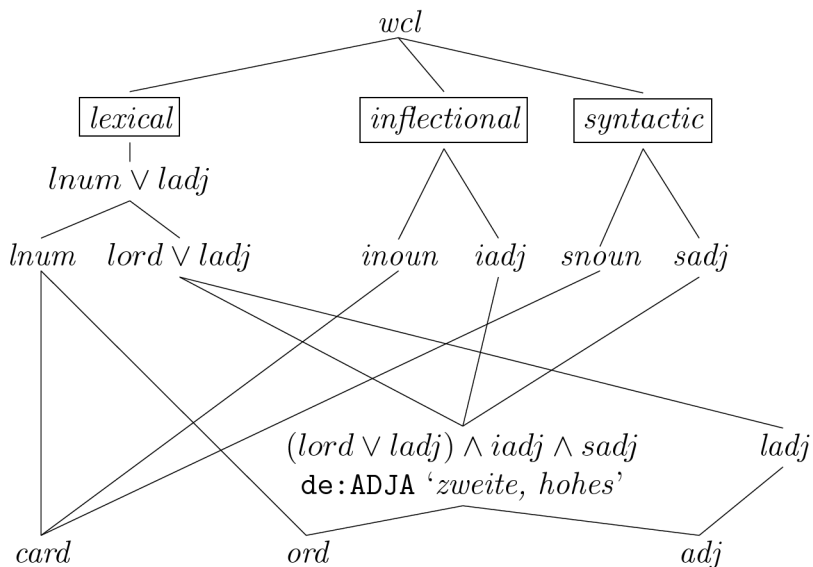 wcl
lexical inflectional syntactic
lnum ∨ ladj
lnum lord ∨ ladj inoun iadj snoun sadj
(lord ∨ ladj) ∧ iadj ∧ sadj ladj
de:ADJA ‘zweite, hohes’
card ord adj